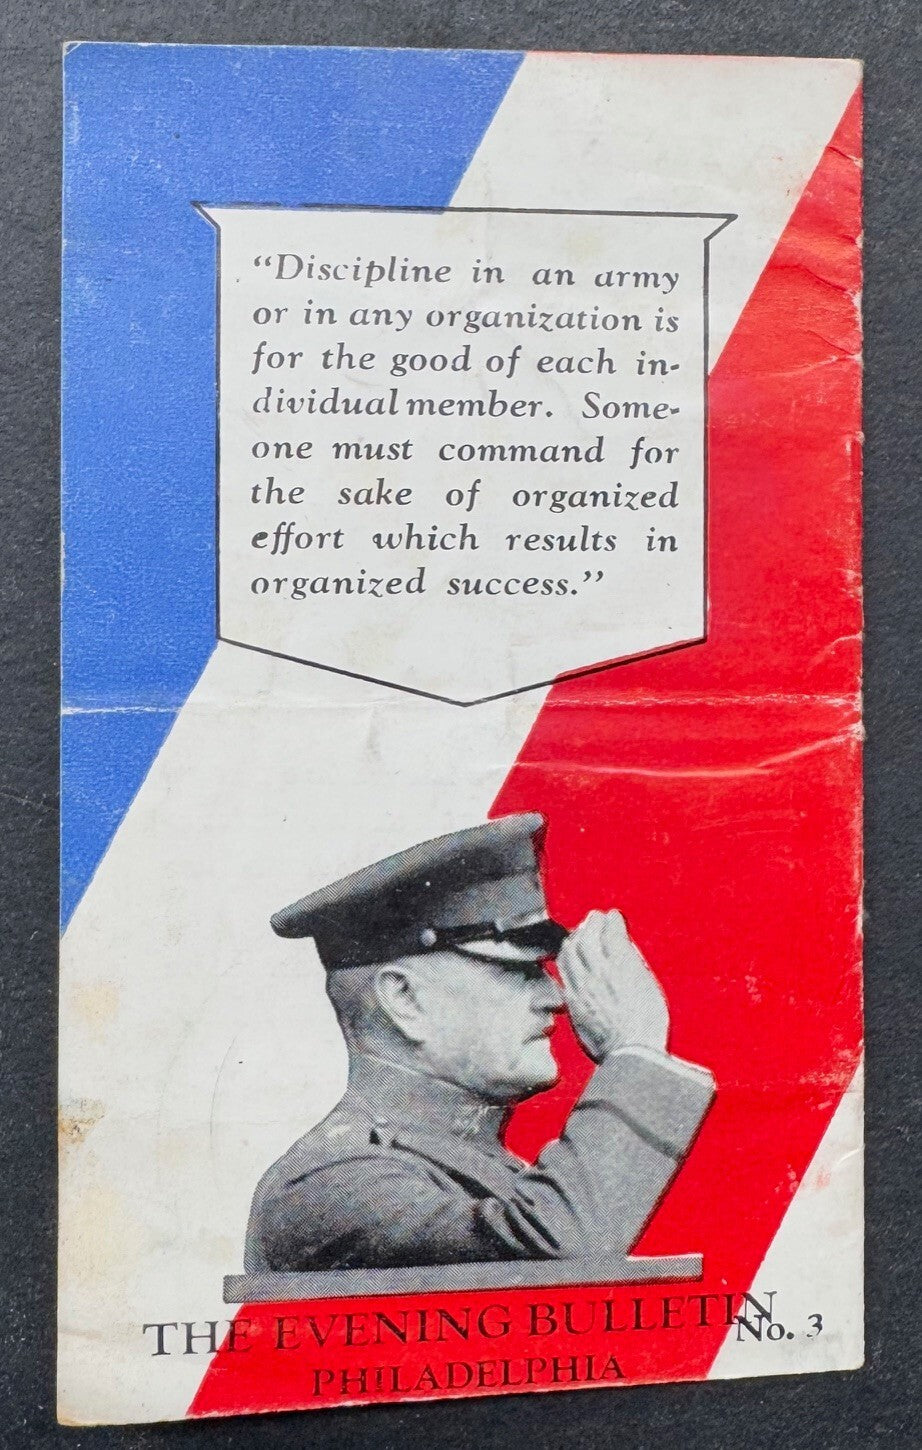 “Discipline in an army
or in any organization is
for the good of each in-
dividual member. Some-
one must command for
the sake of organized
effort which results in
organized success.”
THE EVENING BULLETIN
No. 3
PHILADELPHIA